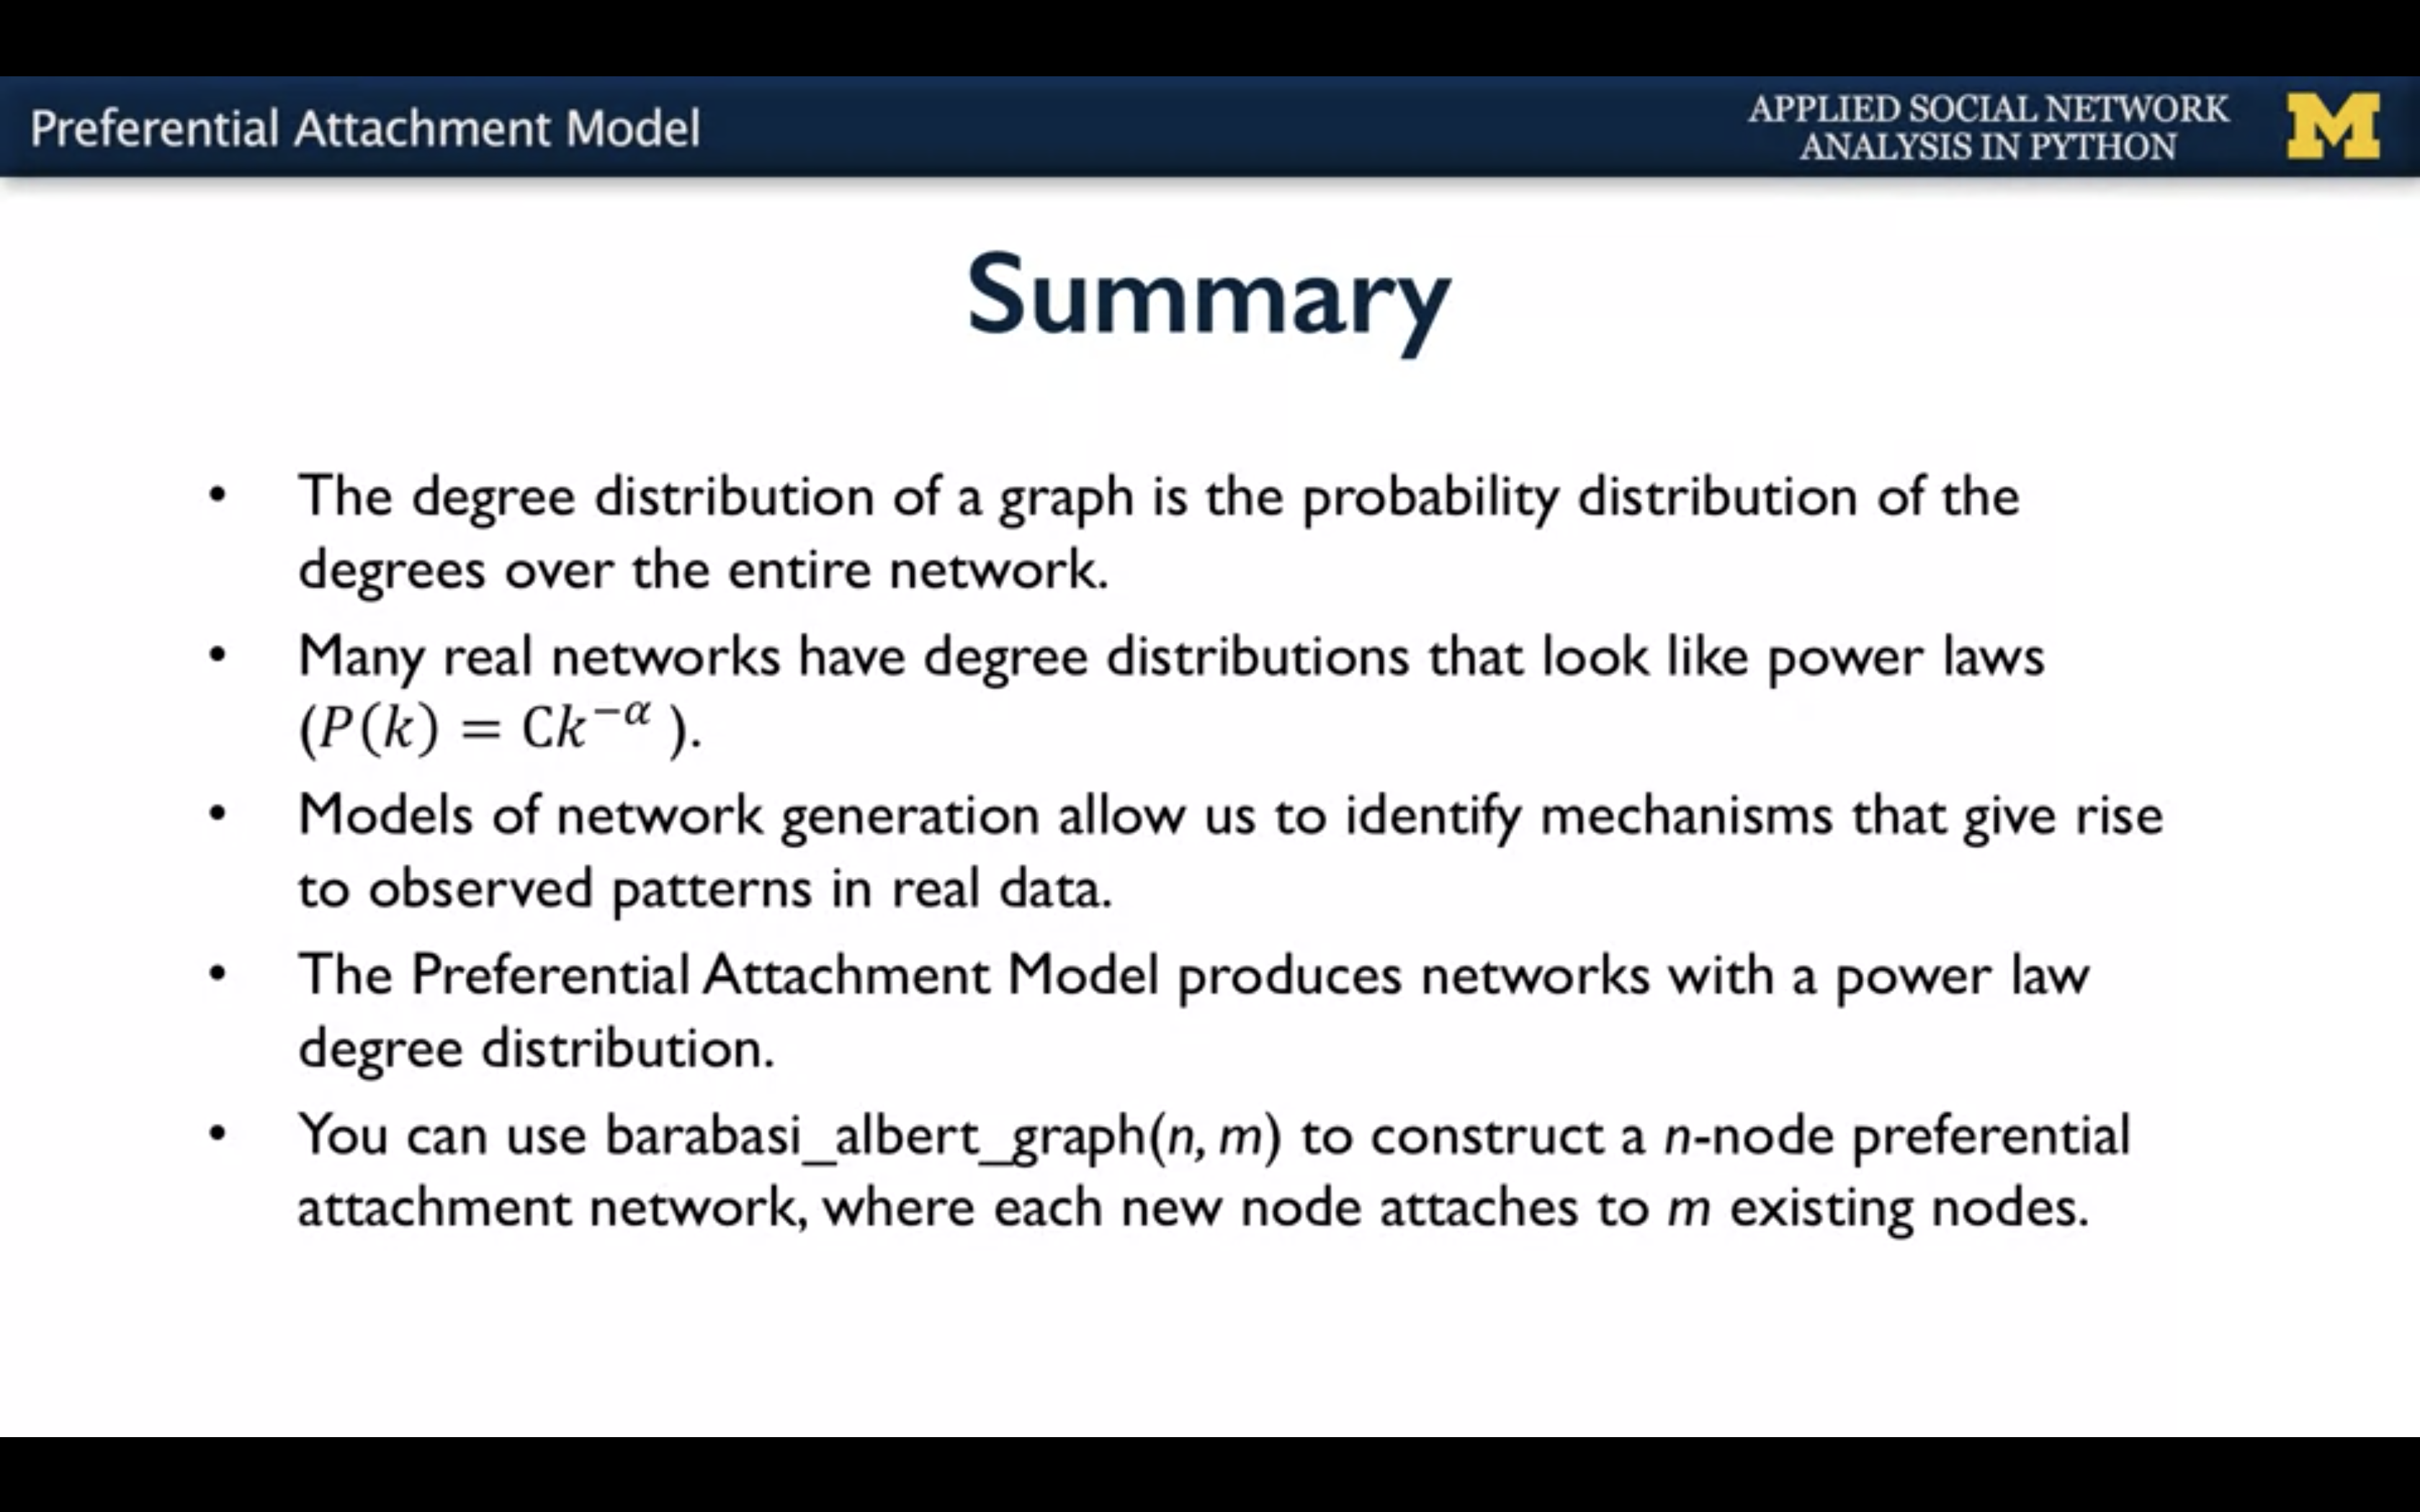 Preferential Attachment Model
APPLIED SOCIAL NETWORK
ANALYSIS IN PYTHON
M
Summary
• The degree distribution of a graph is the probability distribution of the
degrees over the entire network.
• Many real networks have degree distributions that look like power laws
(P(k) = Ck^{−α} ).
• Models of network generation allow us to identify mechanisms that give rise
to observed patterns in real data.
• The Preferential Attachment Model produces networks with a power law
degree distribution.
• You can use barabasi_albert_graph(n, m) to construct a n-node preferential
attachment network, where each new node attaches to m existing nodes.